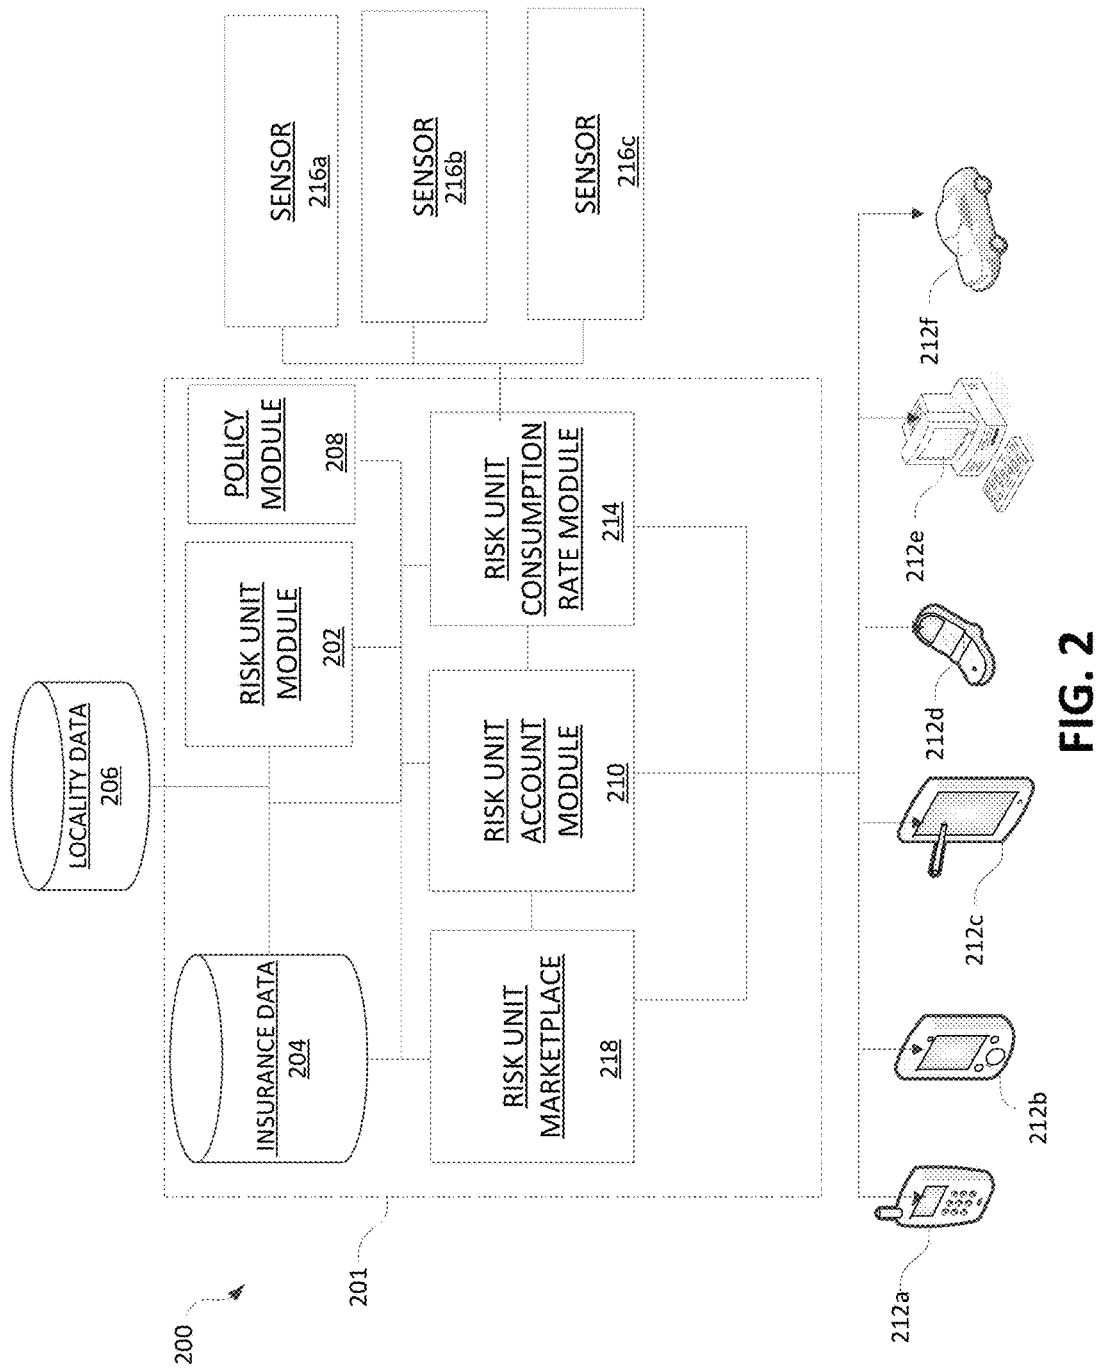 200
201
LOCALITY DATA
206
INSURANCE DATA
204
RISK UNIT
MODULE
202
POLICY
MODULE
208
RISK UNIT
MARKETPLACE
218
RISK UNIT
ACCOUNT
MODULE
210
RISK UNIT
CONSUMPTION
RATE MODULE
214
SENSOR
216a
SENSOR
216b
SENSOR
216c
212a
212b
212c
212d
212e
212f
FIG. 2